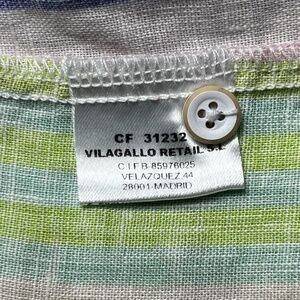 CF 31232
VILAGALLO RETAIL S.L
C.I.F B-85976025
VELAZQUEZ 44
28001-MADRID